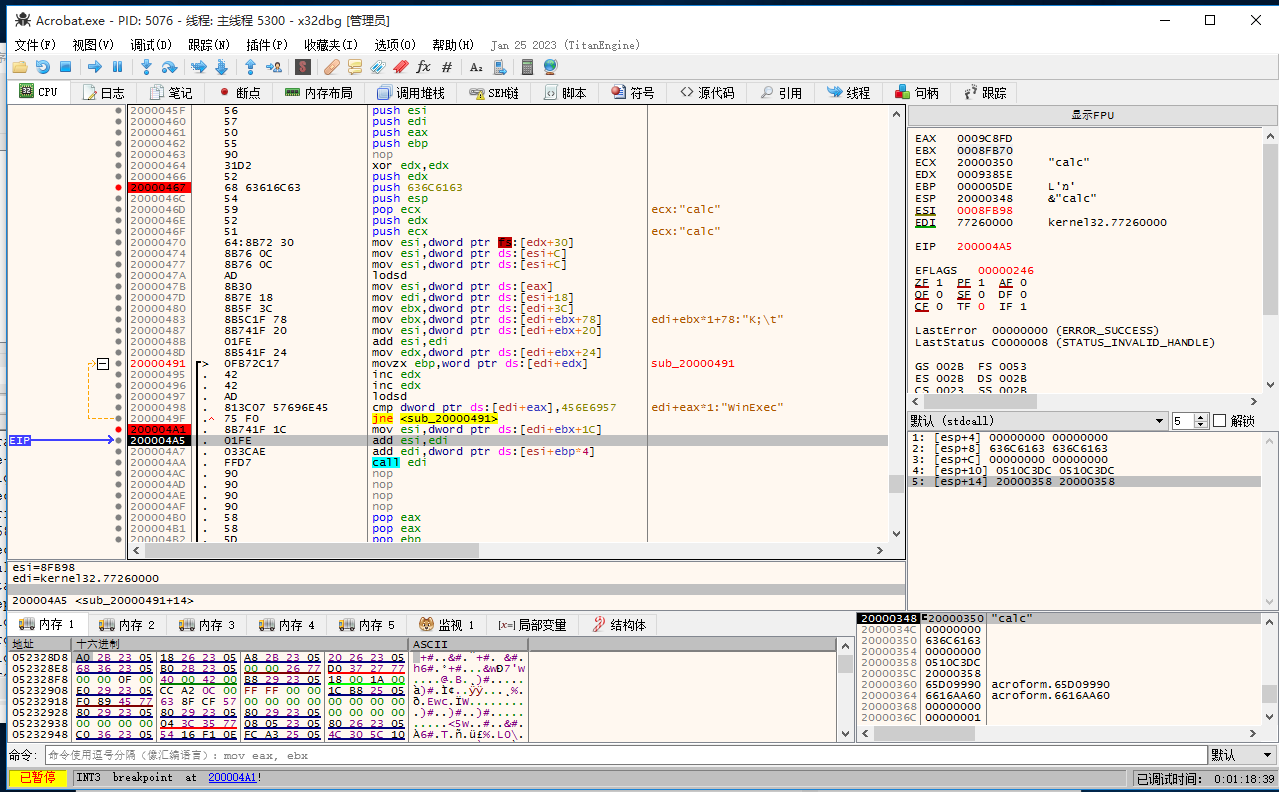 Acrobat.exe - PID: 5076 - 线程: 主线程 5300 - x32dbg [管理员]
文件(F) 视图(V) 调试(D) 跟踪(N) 插件(P) 收藏夹(I) 选项(O) 帮助(H) Jan 25 2023 (TitanEngine)
CPU 日志 笔记 断点 内存布局 调用堆栈 SEH链 脚本 符号 源代码 引用 线程 句柄 跟踪
2000045F 56 push esi
20000460 57 push edi
20000461 50 push eax
20000462 55 push ebp
20000463 90 nop
20000464 31D2 xor edx,edx
20000466 52 push edx
20000467 68 63616C63 push 636C6163
2000046C 54 push esp
2000046D 59 pop ecx ecx:"calc"
2000046E 52 push edx
2000046F 51 push ecx ecx:"calc"
20000470 64:8B72 30 mov esi,dword ptr fs:[edx+30]
20000474 8B76 0C mov esi,dword ptr ds:[esi+C]
20000477 8B76 0C mov esi,dword ptr ds:[esi+C]
2000047A AD lodsd
2000047B 8B30 mov esi,dword ptr ds:[eax]
2000047D 8B7E 18 mov edi,dword ptr ds:[esi+18]
20000480 8B5F 3C mov ebx,dword ptr ds:[edi+3C]
20000483 8B5C1F 78 mov ebx,dword ptr ds:[edi+ebx+78] edi+ebx*1+78:"K;\t"
20000487 8B741F 20 mov esi,dword ptr ds:[edi+ebx+20]
2000048B 01FE add esi,edi
2000048D 8B541F 24 mov edx,dword ptr ds:[edi+ebx+24]
20000491 > 0FB72C17 movzx ebp,word ptr ds:[edi+edx] sub_20000491
20000495 . 42 inc edx
20000496 . 42 inc edx
20000497 . AD lodsd
20000498 . 813C07 57696E45 cmp dword ptr ds:[edi+eax],456E6957 edi+eax*1:"WinExec"
2000049F .^ 75 F0 jne <sub_20000491>
200004A1 . 8B741F 1C mov esi,dword ptr ds:[edi+ebx+1C]
EIP 200004A5 . 01FE add esi,edi
200004A7 . 033CAE add edi,dword ptr ds:[esi+ebp*4]
200004AA . FFD7 call edi
200004AC . 90 nop
200004AD . 90 nop
200004AE . 90 nop
200004AF . 90 nop
200004B0 . 58 pop eax
200004B1 . 58 pop eax
200004B2 . 5D pop ebp
esi=8FB98
edi=kernel32.77260000
200004A5 <sub_20000491+14>
显示FPU
EAX 0009C8FD
EBX 0008FB70
ECX 20000350 "calc"
EDX 0009385E
EBP 000005DE L'מ'
ESP 20000348 &"calc"
ESI 0008FB98
EDI 77260000 kernel32.77260000
EIP 200004A5
EFLAGS 00000246
ZF 1 PF 1 AF 0
OF 0 SF 0 DF 0
CF 0 TF 0 IF 1
LastError 00000000 (ERROR_SUCCESS)
LastStatus C0000008 (STATUS_INVALID_HANDLE)
GS 002B FS 0053
ES 002B DS 002B
CS 0023 SS 002B
默认 (stdcall) 5 解锁
1: [esp+4] 00000000 00000000
2: [esp+8] 636C6163 636C6163
3: [esp+C] 00000000 00000000
4: [esp+10] 0510C3DC 0510C3DC
5: [esp+14] 20000358 20000358
内存 1 内存 2 内存 3 内存 4 内存 5 监视 1 [x=] 局部变量 结构体
地址 十六进制 ASCII
052328D8 A0 2B 23 05 18 26 23 05 A8 2B 23 05 20 26 23 05
052328E8 68 36 23 05 B0 2B 23 05 00 00 26 77 D0 37 27 77
052328F8 00 00 0F 00 40 00 42 00 B8 29 23 05 18 00 1A 00
05232908 E0 29 23 05 CC A2 0C 00 FF FF 00 00 1C B8 25 05
05232918 F0 89 45 77 63 8F CF 57 00 00 00 00 00 00 00 00
05232928 80 29 23 05 80 29 23 05 80 29 23 05 80 29 23 05
05232938 00 00 00 00 04 3C 35 77 08 05 23 05 80 26 23 05
05232948 C0 36 23 05 54 16 F1 0E FC A3 25 05 4C 30 5C 10
20000348 20000350 "calc"
2000034C 00000000
20000350 636C6163
20000354 00000000
20000358 0510C3DC
2000035C 20000358
20000360 65D09990 acroform.65D09990
20000364 6616AA60 acroform.6616AA60
20000368 00000000
2000036C 00000001
命令: 命令使用逗号分隔（像汇编语言）: mov eax, ebx 默认
已暂停 INT3 breakpoint at 200004A1! 已调试时间: 0:01:18:39